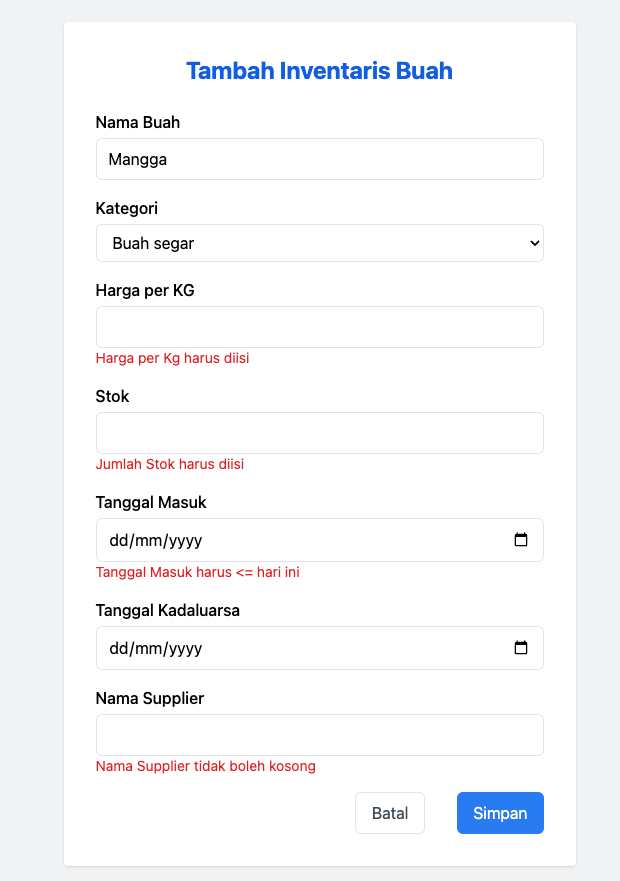 Tambah Inventaris Buah
Nama Buah
Mangga
Kategori
Buah segar
Harga per KG
Harga per Kg harus diisi
Stok
Jumlah Stok harus diisi
Tanggal Masuk
dd/mm/yyyy
Tanggal Masuk harus <= hari ini
Tanggal Kadaluarsa
dd/mm/yyyy
Nama Supplier
Nama Supplier tidak boleh kosong
Batal
Simpan